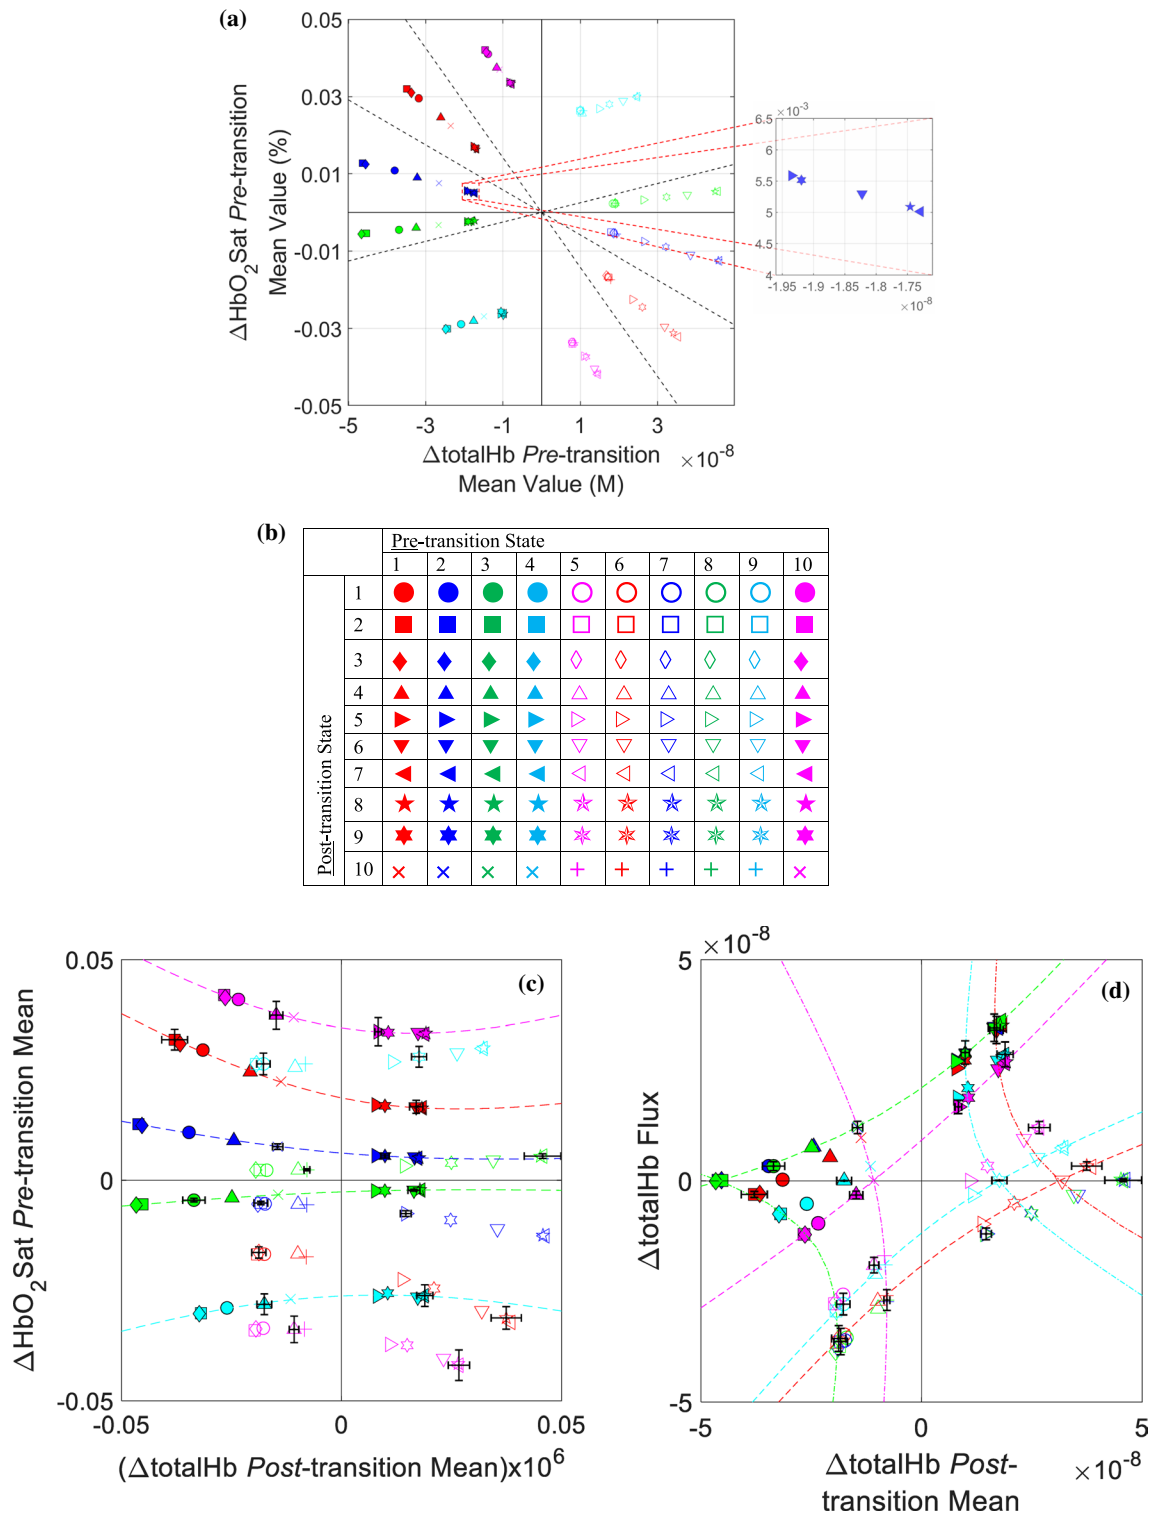 (a)
0.05
0.03
0.01
-0.01
-0.03
-0.05
ΔHbO2Sat Pre-transition
Mean Value (%)
-5 -3 -1 1 3
ΔtotalHb Pre-transition ×10-8
Mean Value (M)
×10-3
6.5
6
5.5
5
4.5
4
-1.95 -1.9 -1.85 -1.8 -1.75
×10-8
(b)
Pre-transition State
1 2 3 4 5 6 7 8 9 10
Post-transition State
1
2
3
4
5
6
7
8
9
10
(c)
0.05
0
-0.05
ΔHbO2Sat Pre-transition Mean
-0.05 0 0.05
(ΔtotalHb Post-transition Mean)x106
(d)
×10-8
5
0
-5
ΔtotalHb Flux
-5 0 5
ΔtotalHb Post- ×10-8
transition Mean